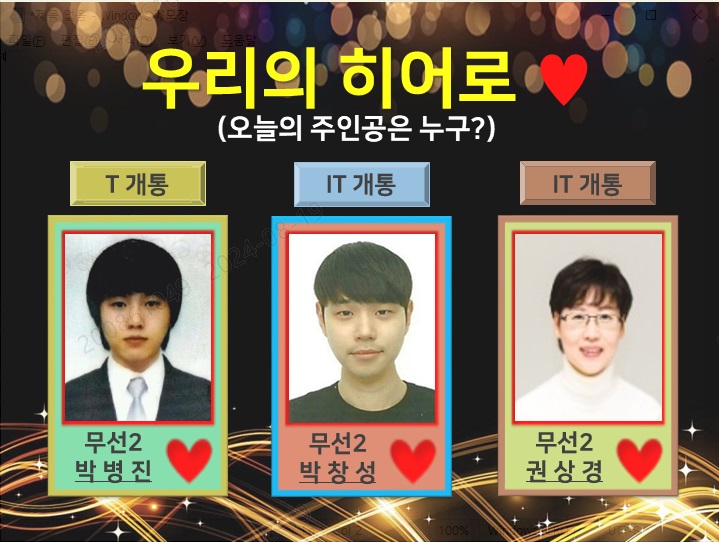 우리의 히어로
(오늘의 주인공은 누구?)
T 개통
IT 개통
IT 개통
무선2
박 병 진
무선2
박 창 성
무선2
권 상 경